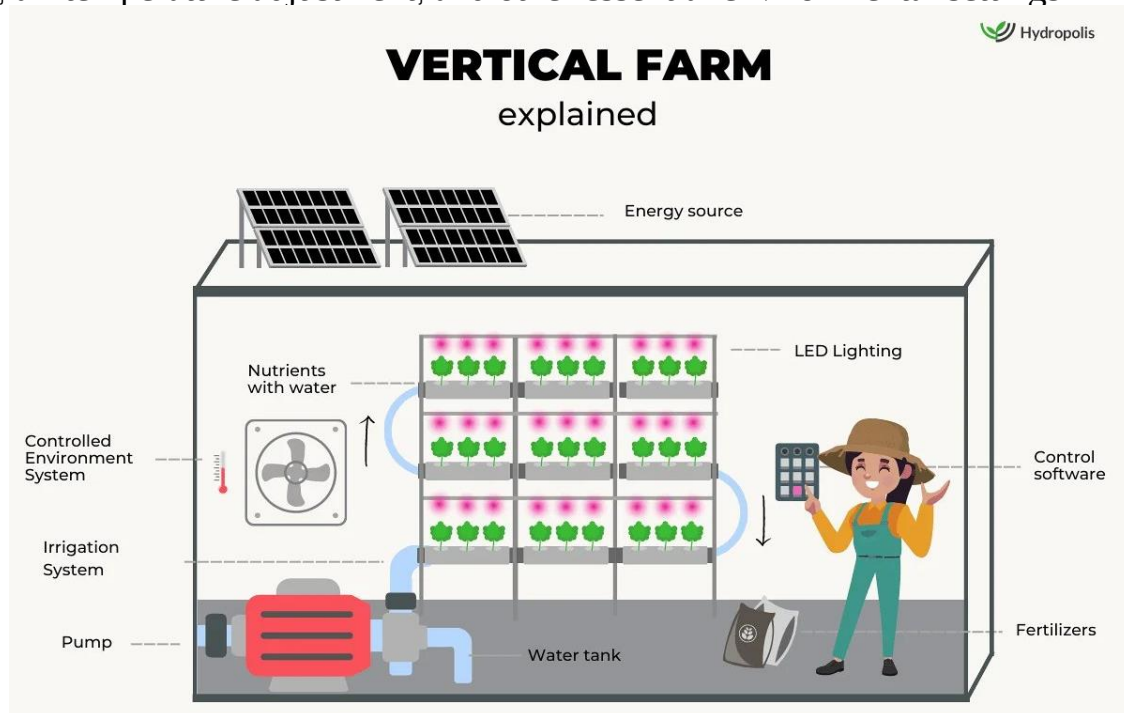 Hydropolis
VERTICAL FARM
explained
Energy source
LED Lighting
Nutrients
with water
Controlled
Environment
System
Control
software
Irrigation
System
Pump
Water tank
Fertilizers